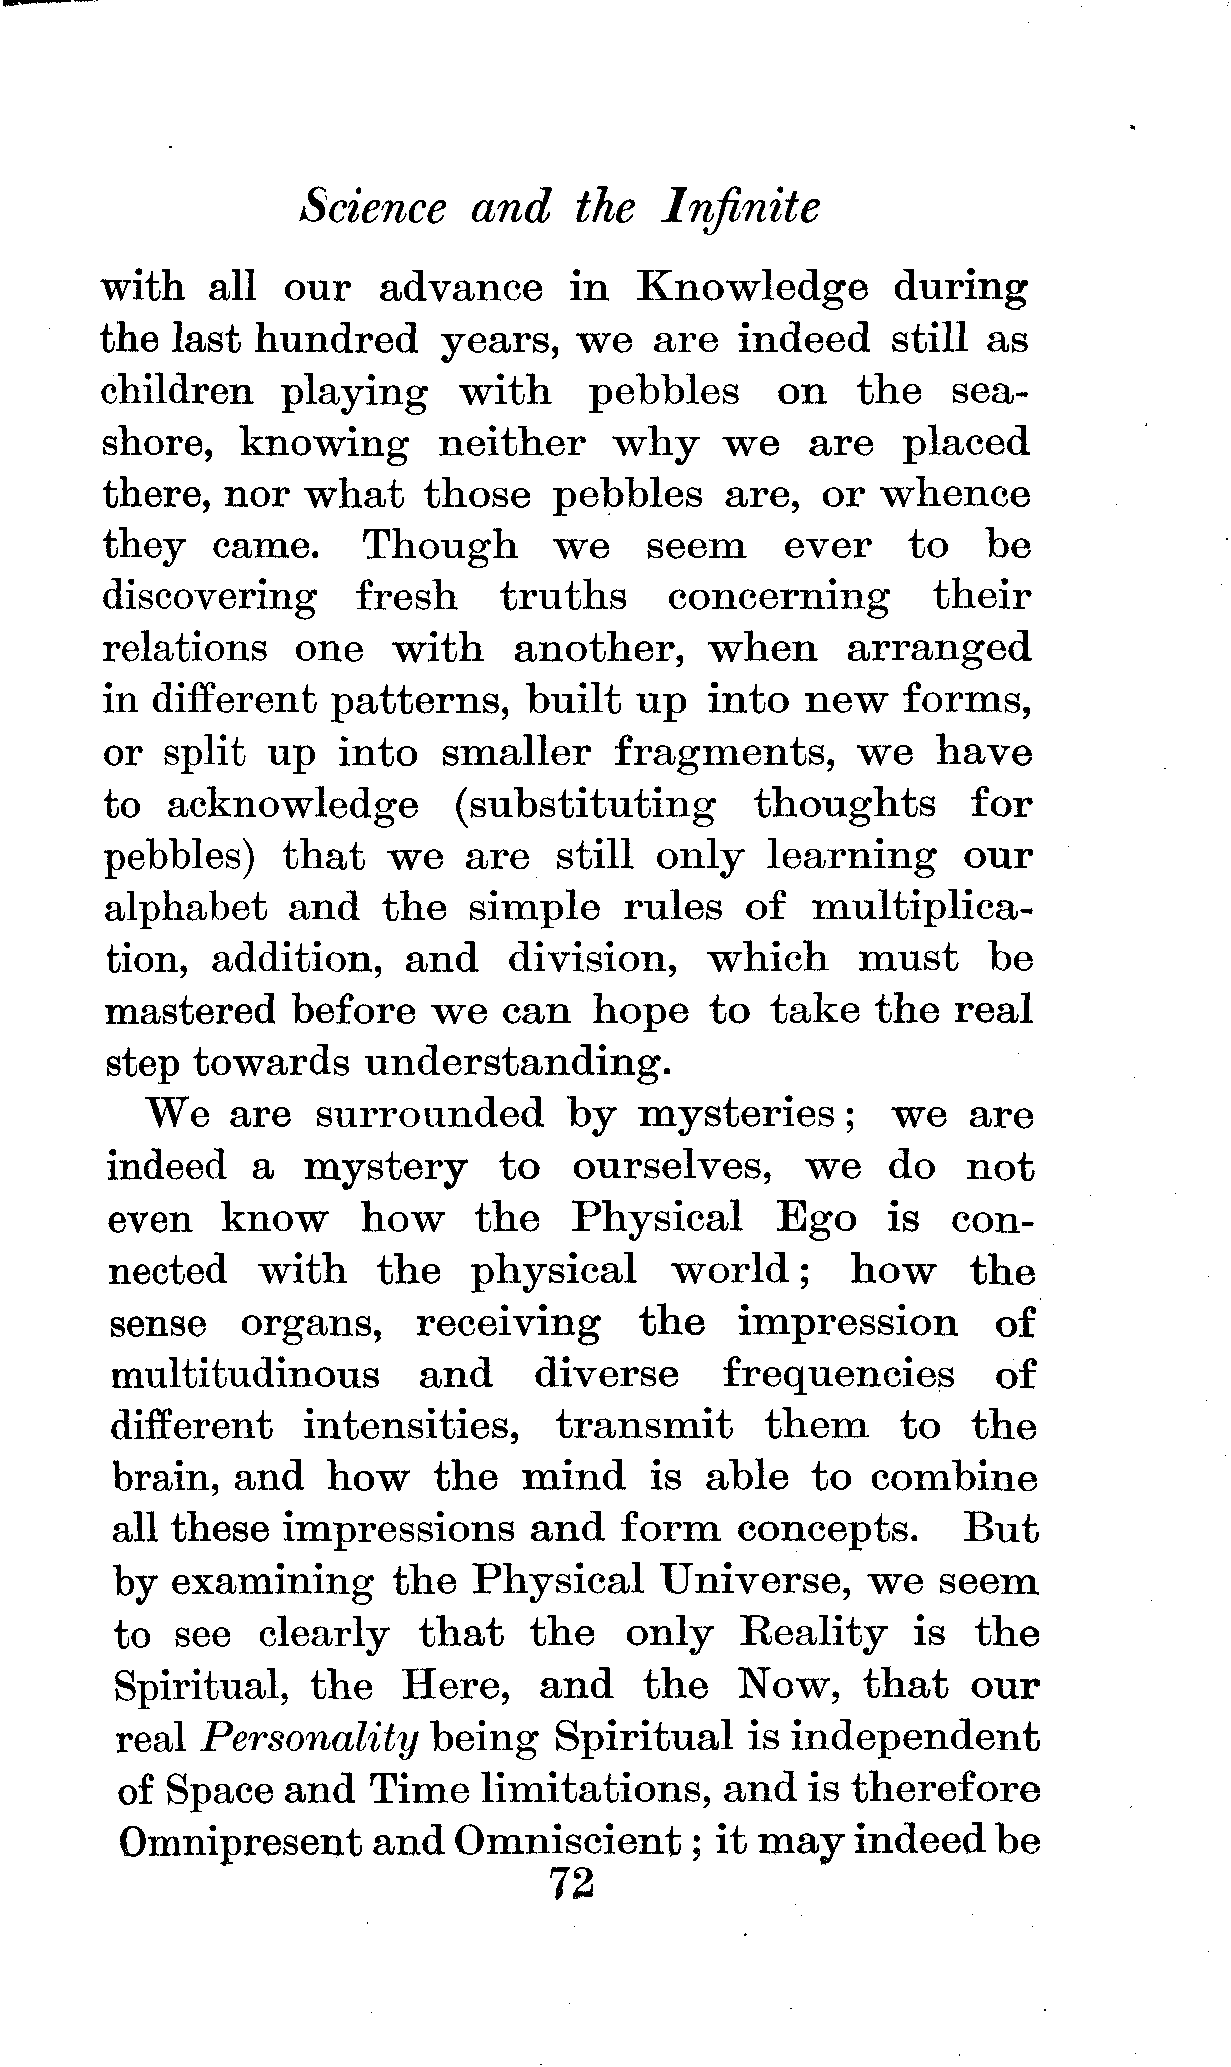 Science and the Infinite
with all our advance in Knowledge during
the last hundred years, we are indeed still as
children playing with pebbles on the sea-
shore, knowing neither why we are placed
there, nor what those pebbles are, or whence
they came. Though we seem ever to be
discovering fresh truths concerning their
relations one with another, when arranged
in different patterns, built up into new forms,
or split up into smaller fragments, we have
to acknowledge (substituting thoughts for
pebbles) that we are still only learning our
alphabet and the simple rules of multiplica-
tion, addition, and division, which must be
mastered before we can hope to take the real
step towards understanding.
We are surrounded by mysteries; we are
indeed a mystery to ourselves, we do not
even know how the Physical Ego is con-
nected with the physical world; how the
sense organs, receiving the impression of
multitudinous and diverse frequencies of
different intensities, transmit them to the
brain, and how the mind is able to combine
all these impressions and form concepts. But
by examining the Physical Universe, we seem
to see clearly that the only Reality is the
Spiritual, the Here, and the Now, that our
real Personality being Spiritual is independent
of Space and Time limitations, and is therefore
Omnipresent and Omniscient; it may indeed be
72